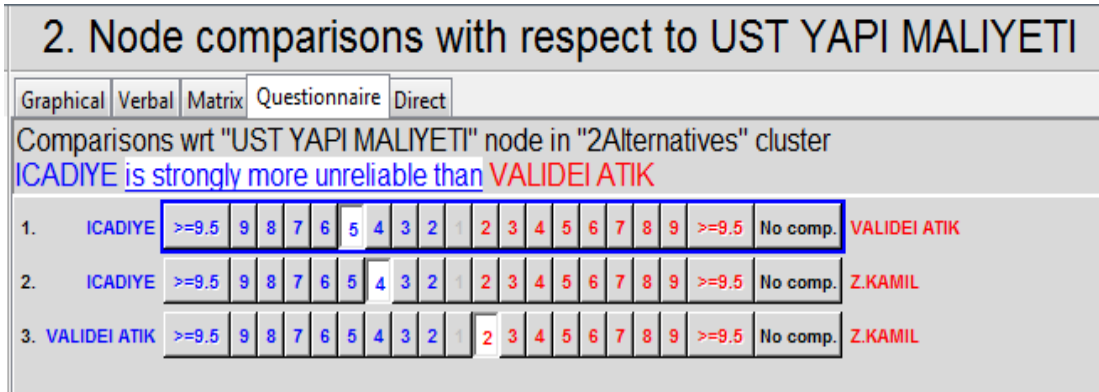 2. Node comparisons with respect to UST YAPI MALIYETI
Graphical Verbal Matrix Questionnaire Direct
Comparisons wrt "UST YAPI MALIYETI" node in "2Alternatives" cluster
ICADIYE is strongly more unreliable than VALIDEI ATIK
1. ICADIYE >=9.5 9 8 7 6 5 4 3 2 1 2 3 4 5 6 7 8 9 >=9.5 No comp. VALIDEI ATIK
2. ICADIYE >=9.5 9 8 7 6 5 4 3 2 1 2 3 4 5 6 7 8 9 >=9.5 No comp. Z.KAMIL
3. VALIDEI ATIK >=9.5 9 8 7 6 5 4 3 2 1 2 3 4 5 6 7 8 9 >=9.5 No comp. Z.KAMIL